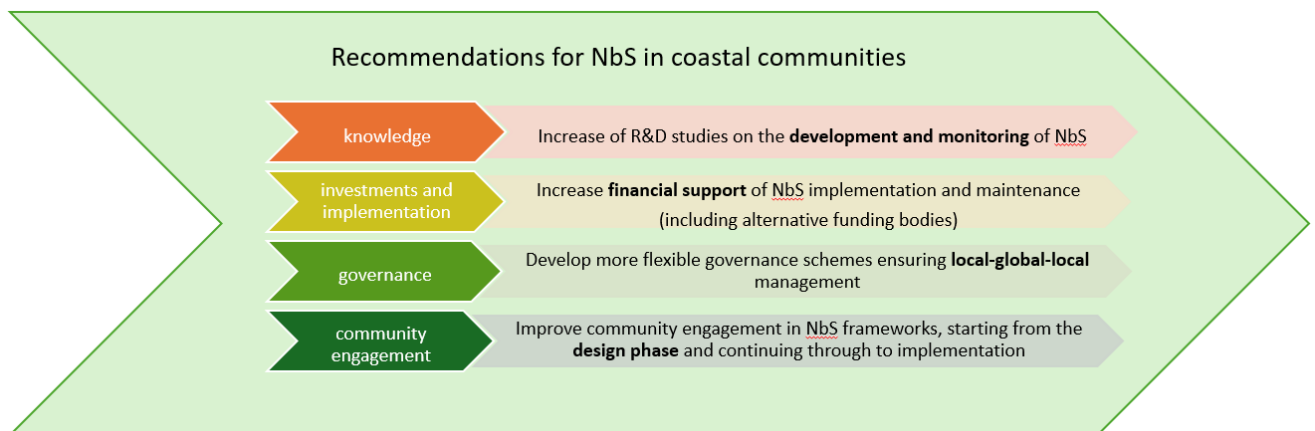 Recommendations for NbS in coastal communities
knowledge
Increase of R&D studies on the development and monitoring of NbS
investments and
implementation
Increase financial support of NbS implementation and maintenance
(including alternative funding bodies)
governance
Develop more flexible governance schemes ensuring local-global-local
management
community
engagement
Improve community engagement in NbS frameworks, starting from the
design phase and continuing through to implementation